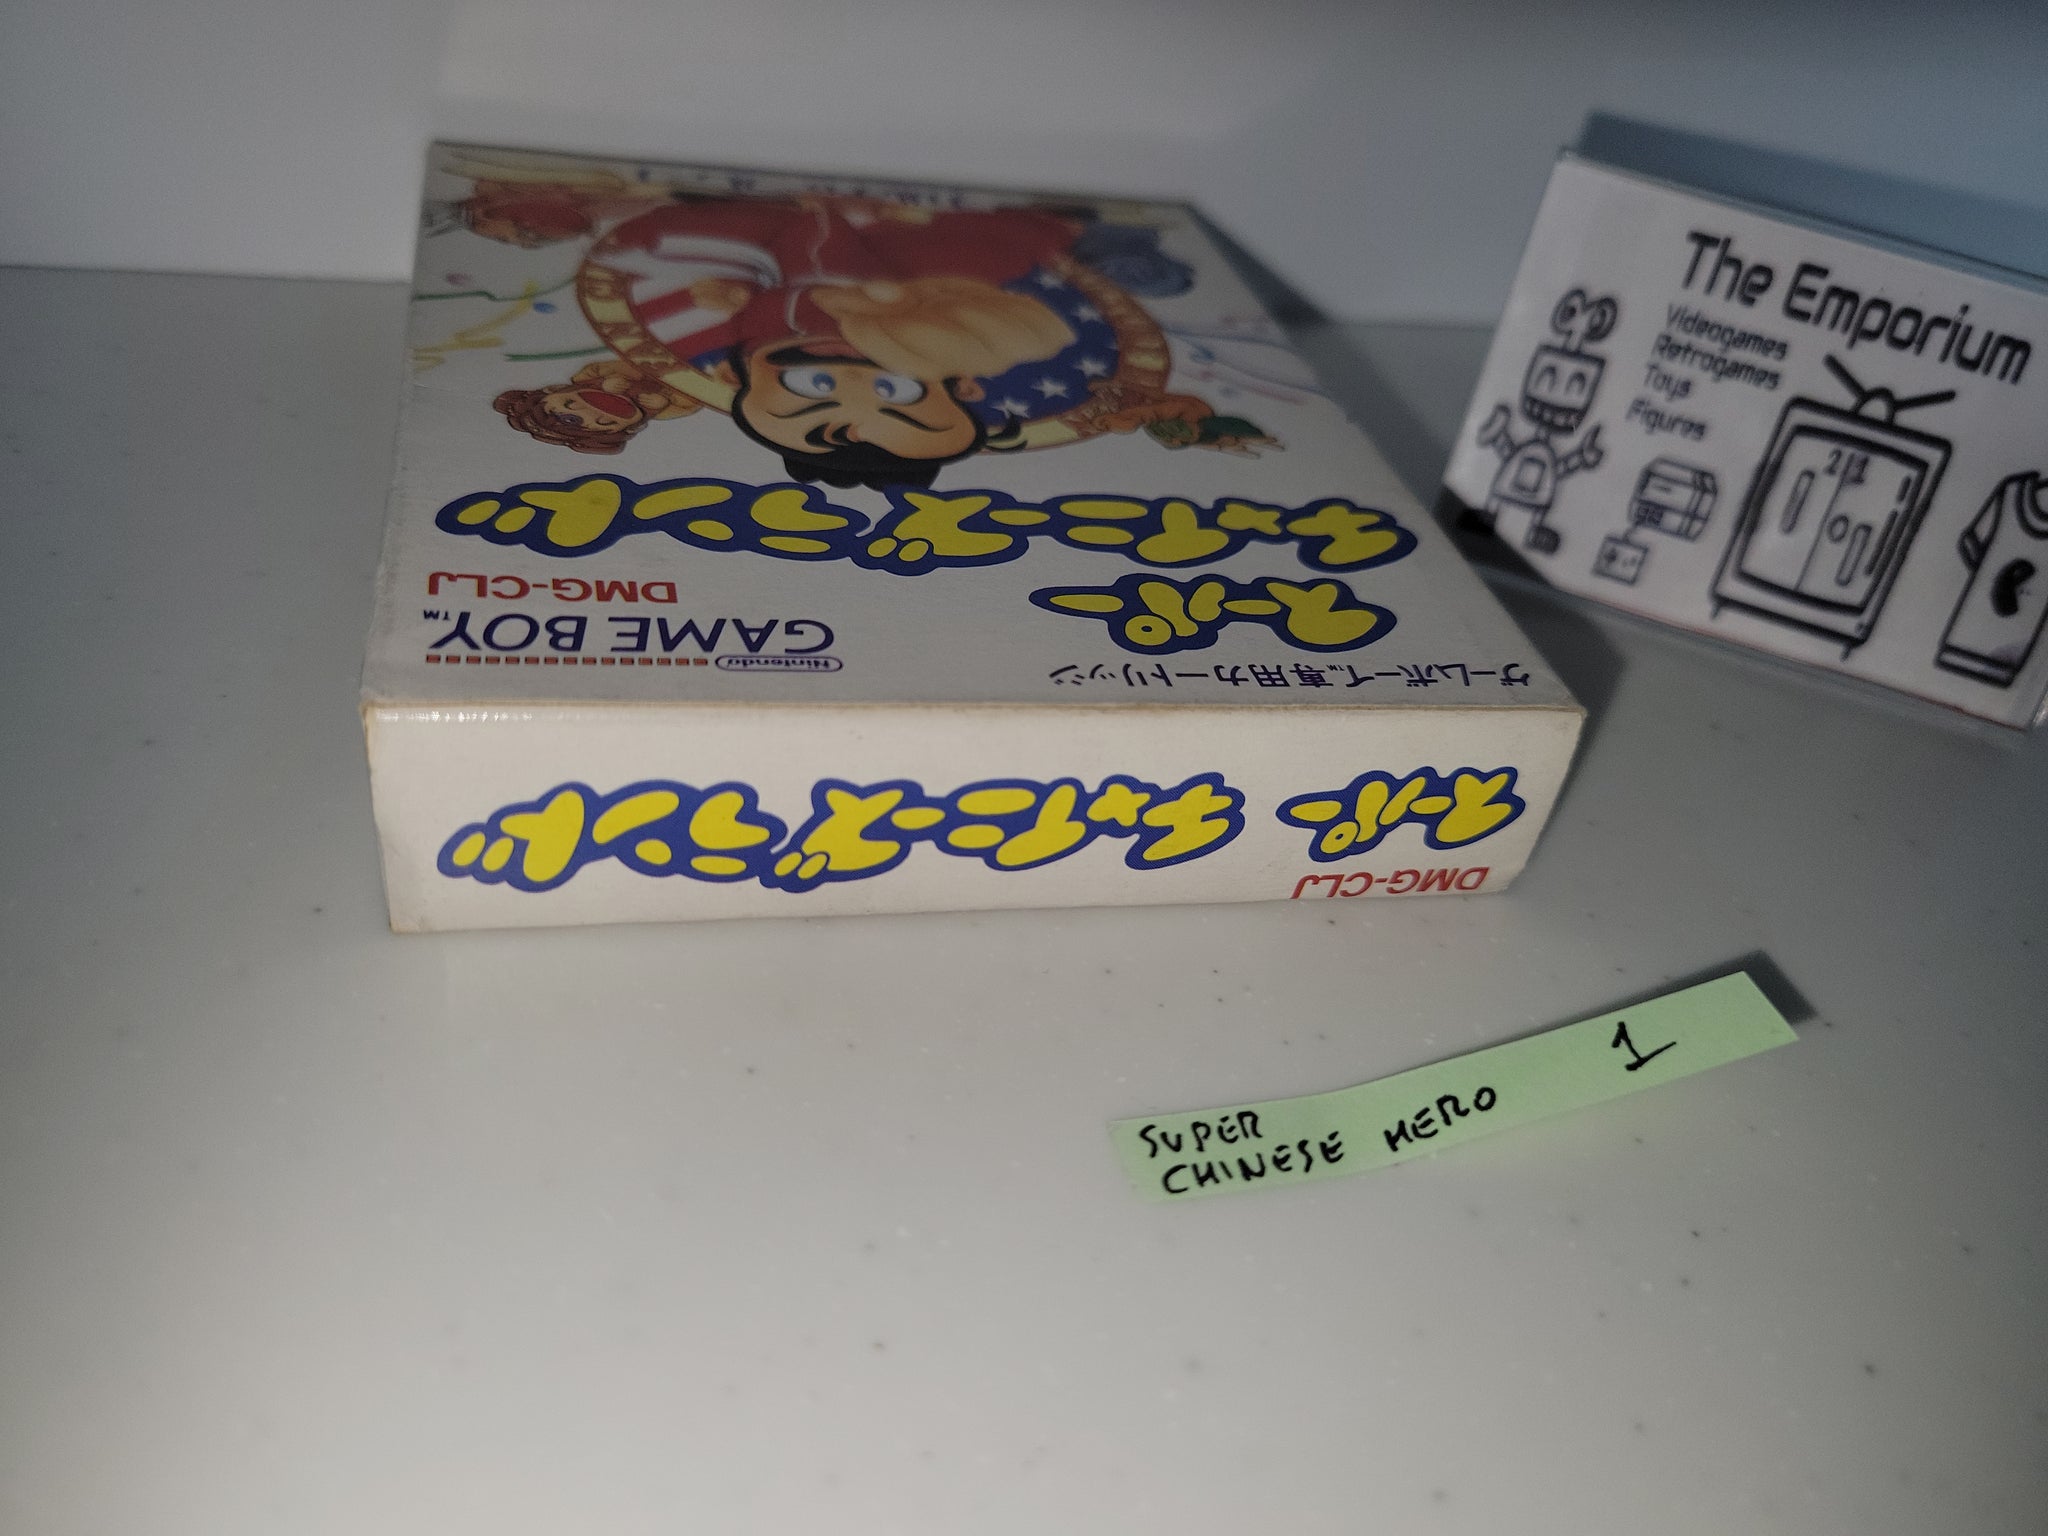 ゲームボーイ™専用カートリッジ
Nintendo
GAME BOY™
DMG-CLJ
スーパー
チャイニーズランド
DMG-CLJ
スーパー チャイニーズランド
The Emporium
Videogames
Retrogames
Toys
Figures
SUPER
CHINESE HERO 1